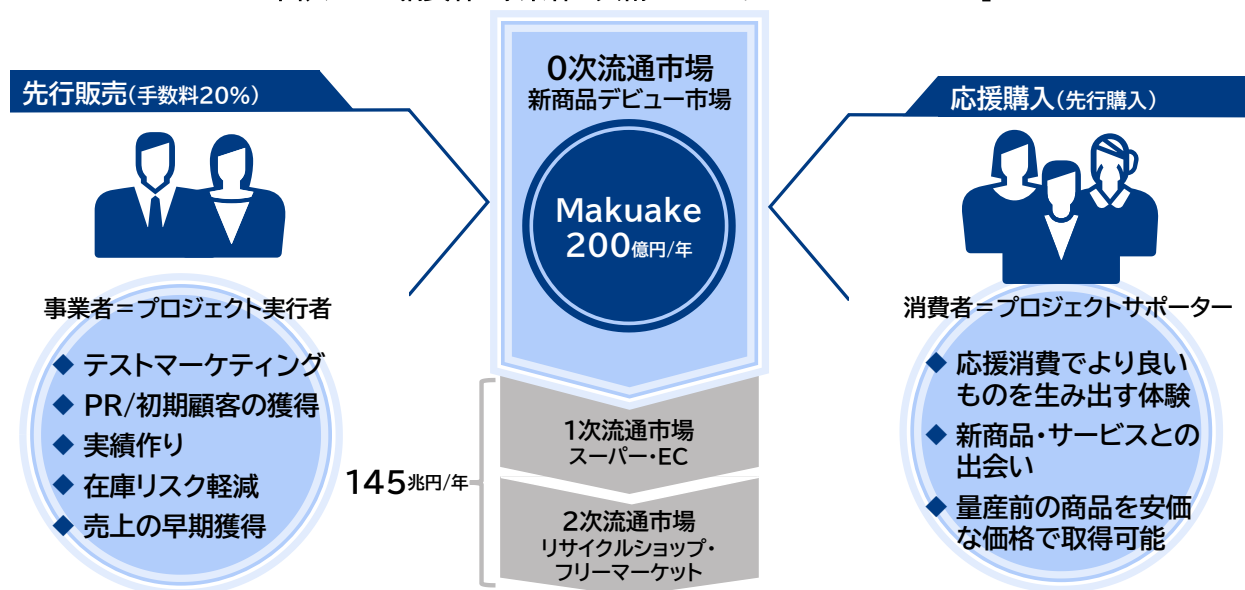 先行販売(手数料20%)
事業者=プロジェクト実行者
◆ テストマーケティング
◆ PR/初期顧客の獲得
◆ 実績作り
◆ 在庫リスク軽減
◆ 売上の早期獲得
0次流通市場
新商品デビュー市場
Makuake
200億円/年
145兆円/年
1次流通市場
スーパー・EC
2次流通市場
リサイクルショップ・
フリーマーケット
応援購入(先行購入)
消費者=プロジェクトサポーター
◆ 応援消費でより良い
ものを生み出す体験
◆ 新商品・サービスとの
出会い
◆ 量産前の商品を安価
な価格で取得可能